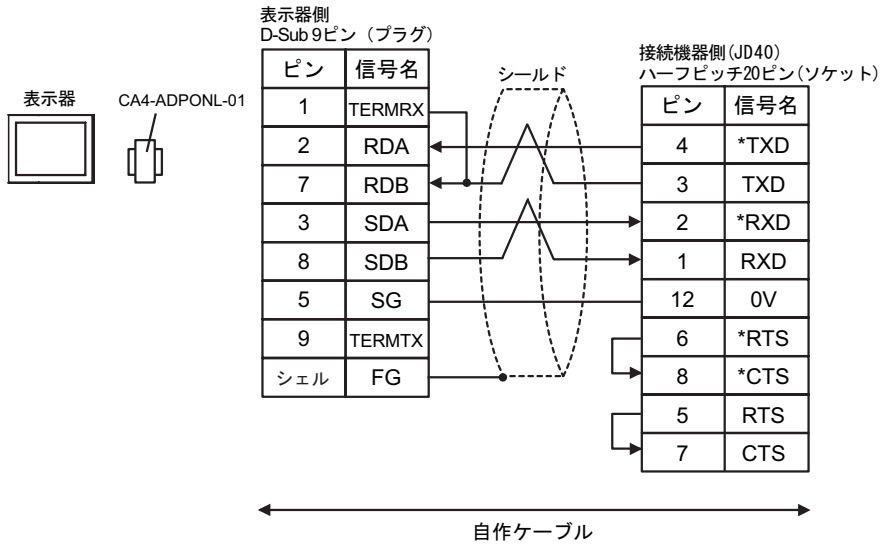 表示器側
D-Sub 9ピン（プラグ）
接続機器側(JD40)
ハーフピッチ20ピン(ソケット)
表示器
CA4-ADPONL-01
シールド
ピン 信号名
1 TERMRX
2 RDA
7 RDB
3 SDA
8 SDB
5 SG
9 TERMTX
シェル FG
ピン 信号名
4 *TXD
3 TXD
2 *RXD
1 RXD
12 0V
6 *RTS
8 *CTS
5 RTS
7 CTS
自作ケーブル